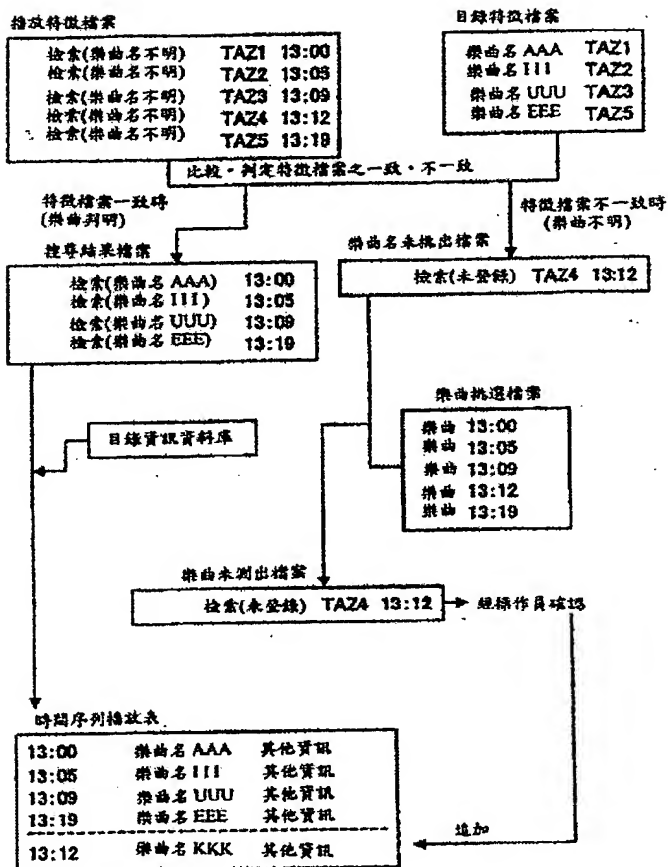 播放特徵檔案
檢索(樂曲名不明) TAZ1 13:00
檢索(樂曲名不明) TAZ2 13:05
檢索(樂曲名不明) TAZ3 13:09
檢索(樂曲名不明) TAZ4 13:12
檢索(樂曲名不明) TAZ5 13:19
目錄特徵檔案
樂曲名 AAA TAZ1
樂曲名 III TAZ2
樂曲名 UUU TAZ3
樂曲名 EEE TAZ5
比較・判定特徵檔案之一致・不一致
特徵檔案一致時
(樂曲判明)
特徵檔案不一致時
(樂曲不明)
搜尋結果檔案
檢索(樂曲名 AAA) 13:00
檢索(樂曲名 III) 13:05
檢索(樂曲名 UUU) 13:09
檢索(樂曲名 EEE) 13:19
樂曲名未挑出檔案
檢索(未登錄) TAZ4 13:12
目錄資訊資料庫
樂曲挑選檔案
樂曲 13:00
樂曲 13:05
樂曲 13:09
樂曲 13:12
樂曲 13:19
樂曲未測出檔案
檢索(未登錄) TAZ4 13:12
經操作員確認
時間序列播放表
13:00 樂曲名 AAA 其他資訊
13:05 樂曲名 III 其他資訊
13:09 樂曲名 UUU 其他資訊
13:19 樂曲名 EEE 其他資訊
13:12 樂曲名 KKK 其他資訊
追加